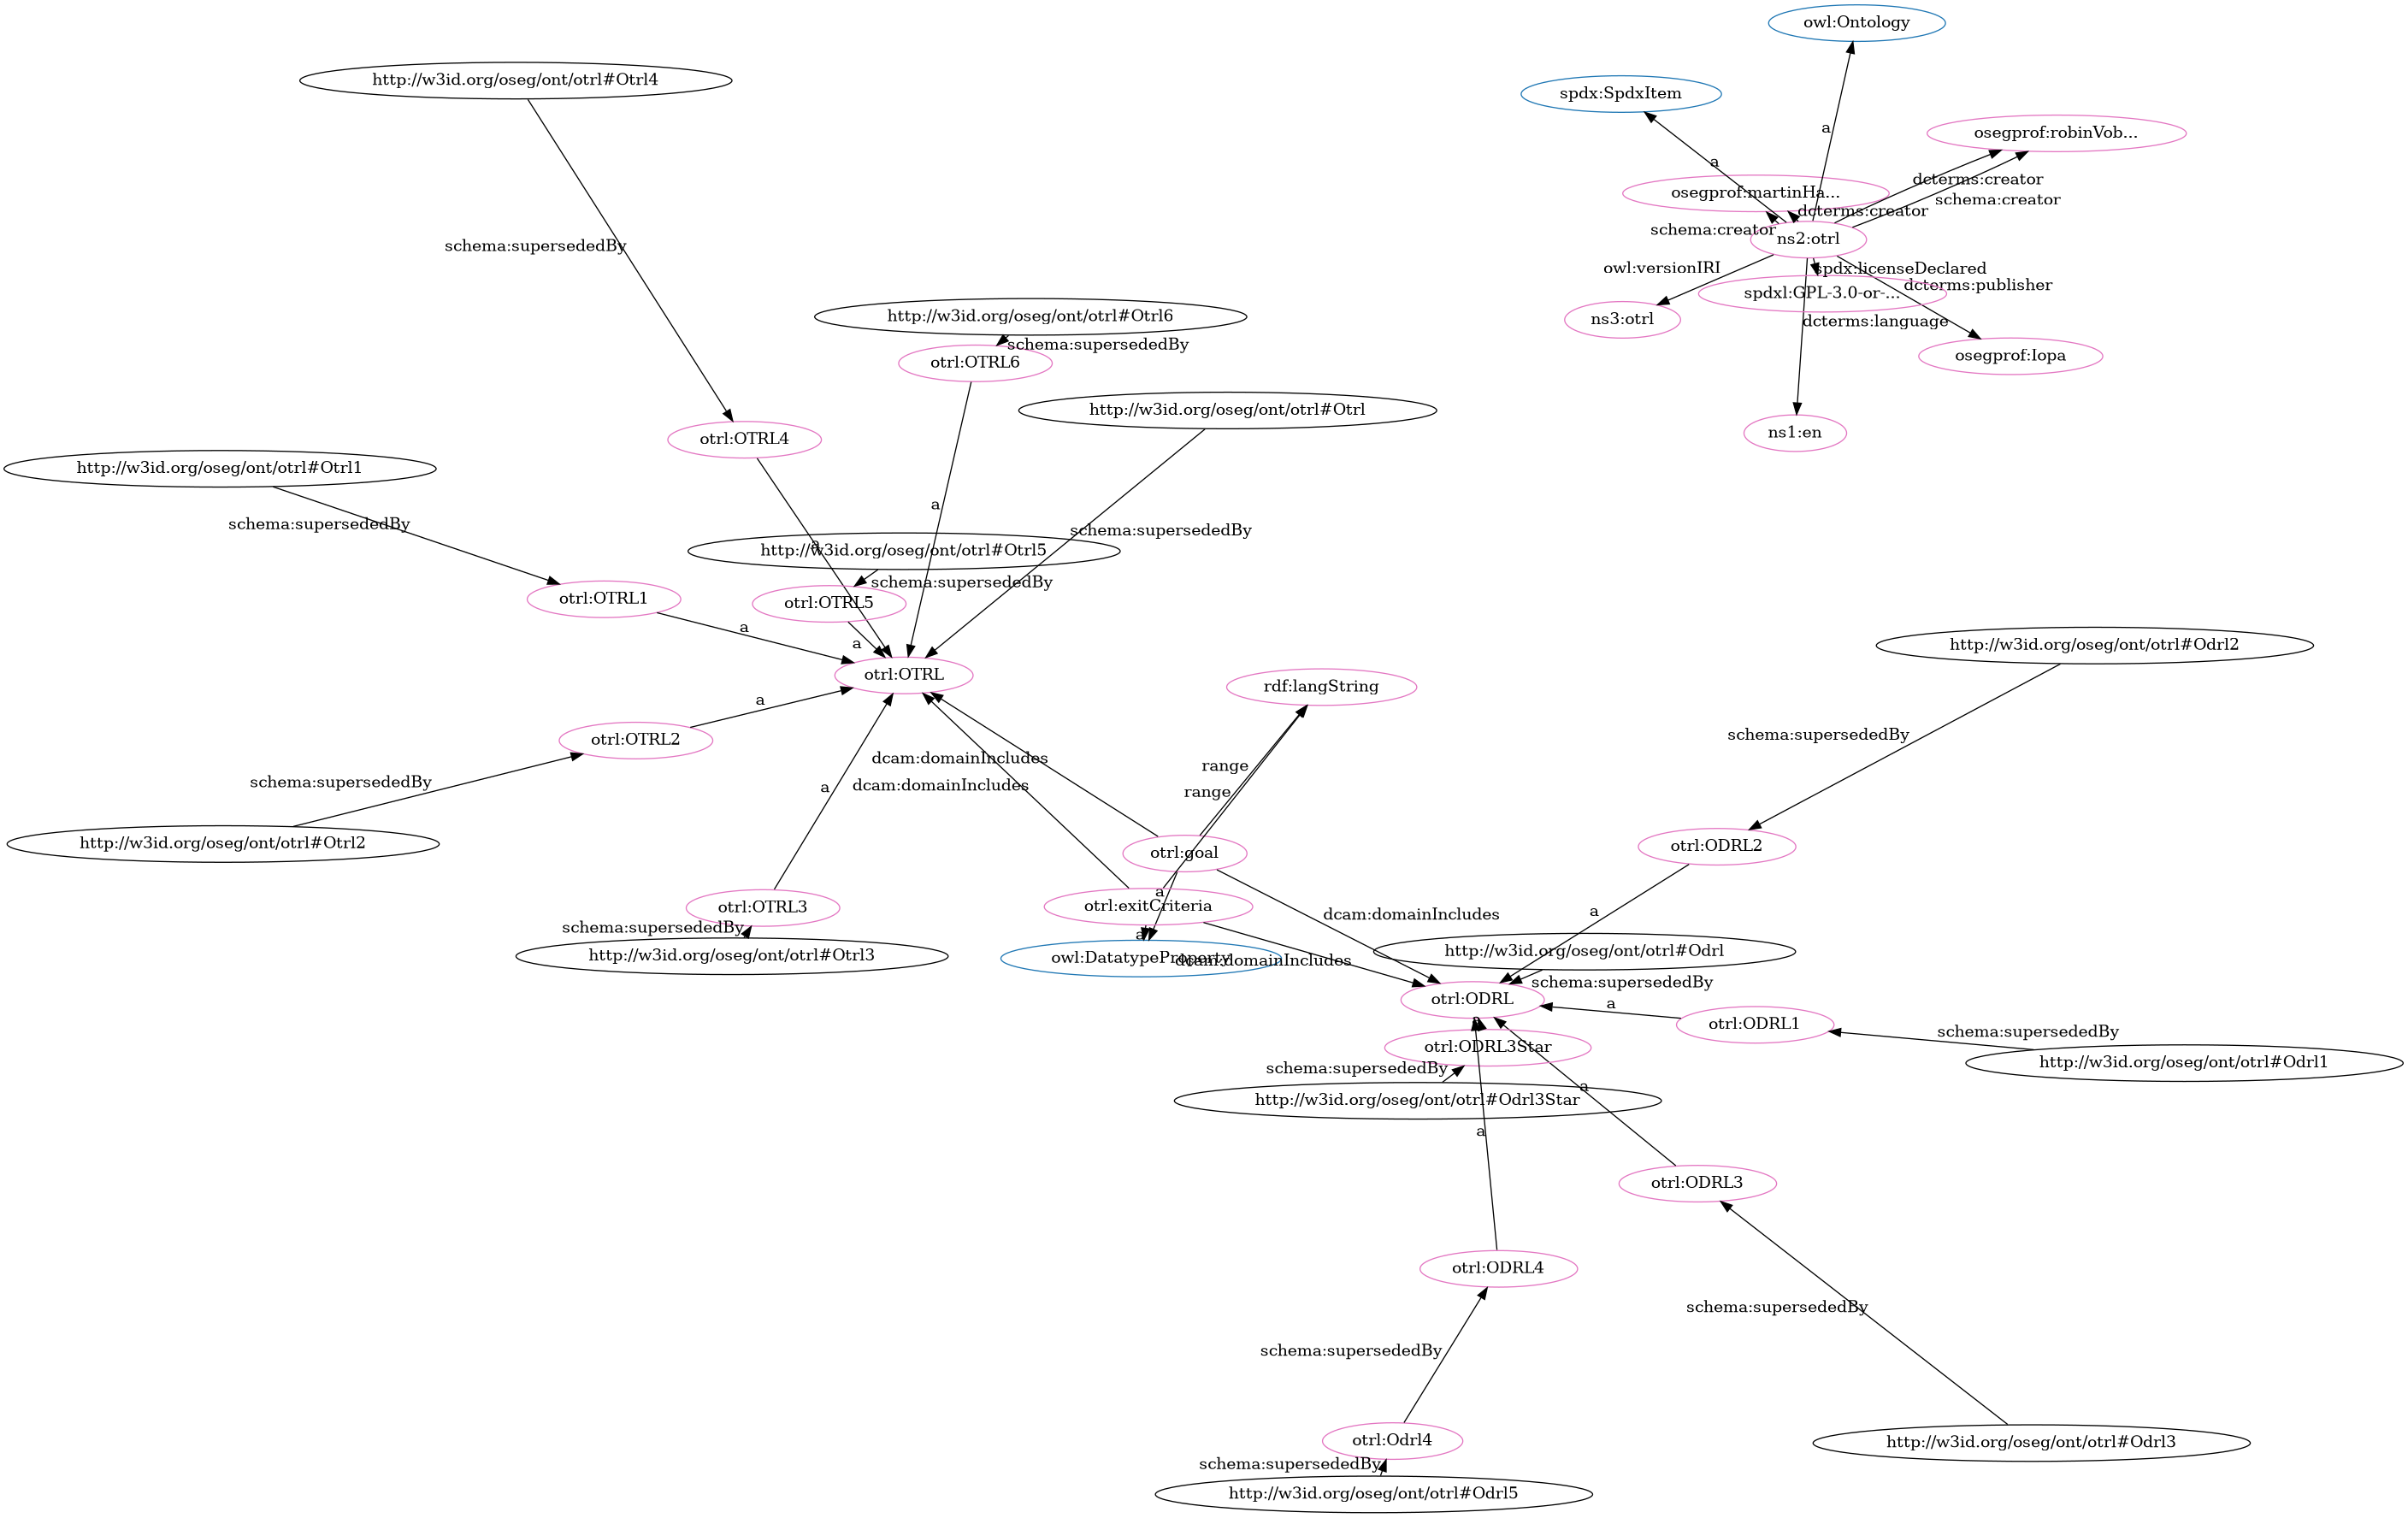 owl:Ontology
http://w3id.org/oseg/ont/otrl#Otrl4
spdx:SpdxItem
a
osegprof:robinVob...
a
dcterms:creator
osegprof:martinHa...
schema:creator
dcterms:creator
schema:creator
ns2:otrl
schema:supersededBy
owl:versionIRI
spdx:licenseDeclared
dcterms:publisher
spdxl:GPL-3.0-or-...
http://w3id.org/oseg/ont/otrl#Otrl6
ns3:otrl
dcterms:language
schema:supersededBy
osegprof:Iopa
otrl:OTRL6
http://w3id.org/oseg/ont/otrl#Otrl
ns1:en
otrl:OTRL4
http://w3id.org/oseg/ont/otrl#Otrl1
a
schema:supersededBy
schema:supersededBy
a
http://w3id.org/oseg/ont/otrl#Otrl5
schema:supersededBy
otrl:OTRL1
otrl:OTRL5
a
a
http://w3id.org/oseg/ont/otrl#Odrl2
otrl:OTRL
rdf:langString
a
otrl:OTRL2
schema:supersededBy
dcam:domainIncludes
range
schema:supersededBy
dcam:domainIncludes
a
range
http://w3id.org/oseg/ont/otrl#Otrl2
otrl:goal
otrl:ODRL2
a
otrl:OTRL3
otrl:exitCriteria
dcam:domainIncludes
a
schema:supersededBy
a
http://w3id.org/oseg/ont/otrl#Odrl
http://w3id.org/oseg/ont/otrl#Otrl3
owl:DatatypeProperty
dcam:domainIncludes
schema:supersededBy
otrl:ODRL
a
a
otrl:ODRL1
schema:supersededBy
otrl:ODRL3Star
http://w3id.org/oseg/ont/otrl#Odrl1
schema:supersededBy
a
http://w3id.org/oseg/ont/otrl#Odrl3Star
a
otrl:ODRL3
otrl:ODRL4
schema:supersededBy
schema:supersededBy
otrl:Odrl4
http://w3id.org/oseg/ont/otrl#Odrl3
schema:supersededBy
http://w3id.org/oseg/ont/otrl#Odrl5